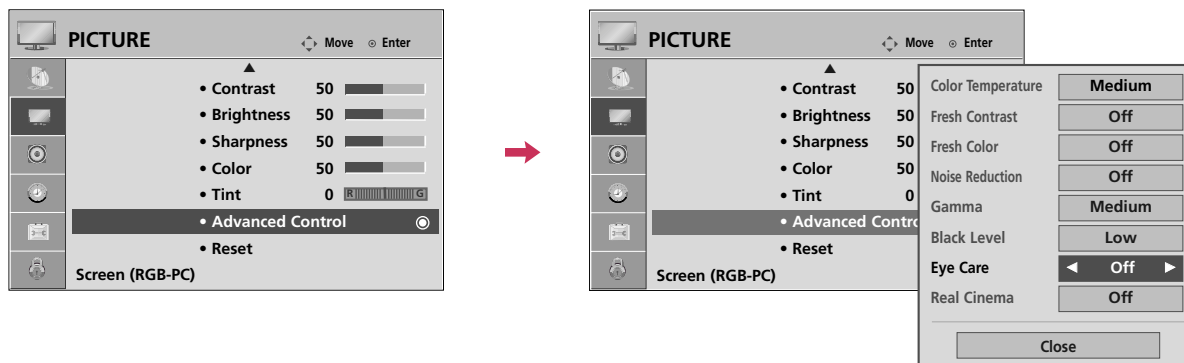 PICTURE
Move
Enter
• Contrast 50
• Brightness 50
• Sharpness 50
• Color 50
• Tint 0 R G
• Advanced Control
• Reset
Screen (RGB-PC)
PICTURE
Move
Enter
• Contrast 50
• Brightness 50
• Sharpness 50
• Color 50
• Tint 0
• Advanced Contro
• Reset
Screen (RGB-PC)
Color Temperature Medium
Fresh Contrast Off
Fresh Color Off
Noise Reduction Off
Gamma Medium
Black Level Low
Eye Care ◄ Off ►
Real Cinema Off
Close